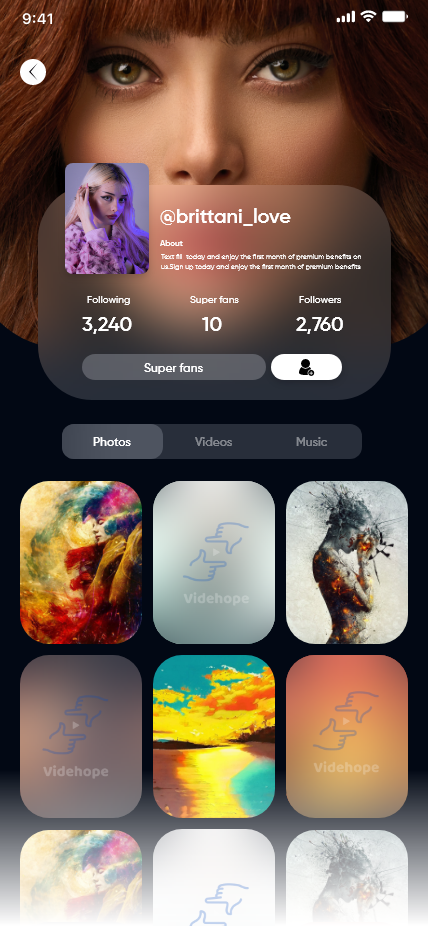 9:41
@brittani_love
About
Text fill today and enjoy the first month of premium benefits on
us.Sign up today and enjoy the first month of premium benefits
Following Super fans Followers
3,240 10 2,760
Super fans
Photos Videos Music
Videhope
Videhope
Videhope